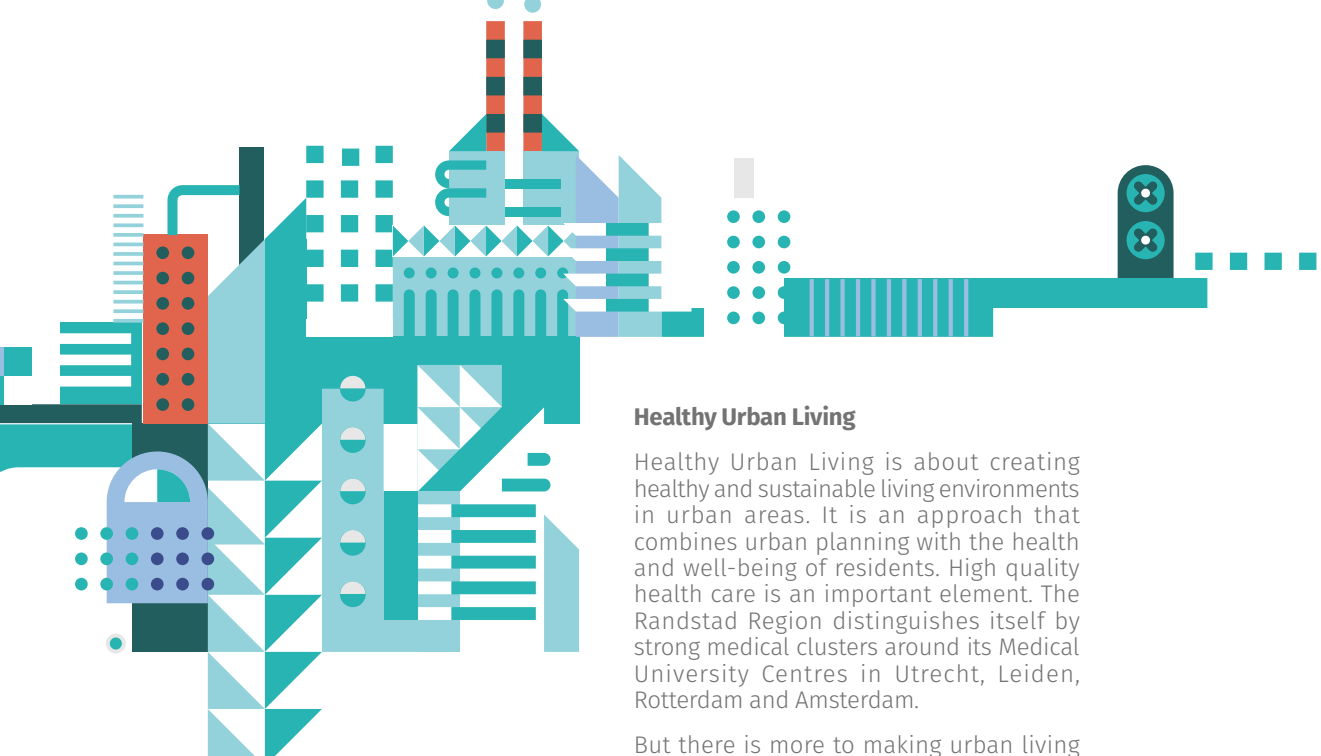 Healthy Urban Living
Healthy Urban Living is about creating
healthy and sustainable living environments
in urban areas. It is an approach that
combines urban planning with the health
and well-being of residents. High quality
health care is an important element. The
Randstad Region distinguishes itself by
strong medical clusters around its Medical
University Centres in Utrecht, Leiden,
Rotterdam and Amsterdam.
But there is more to making urban living